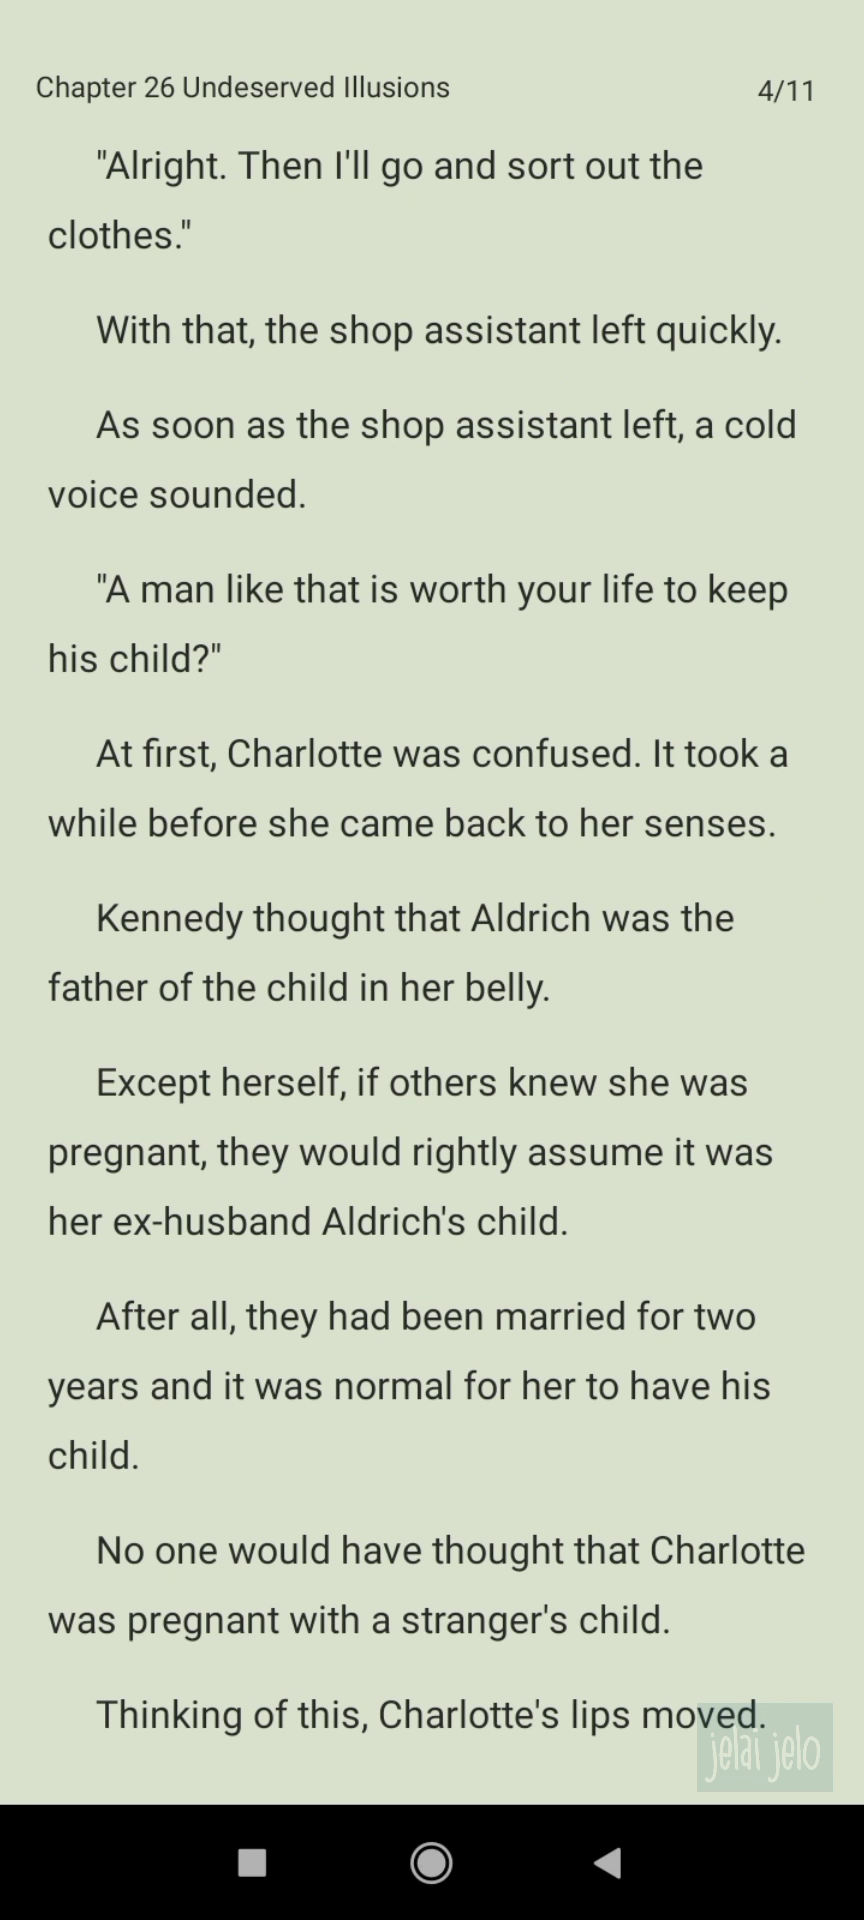 Chapter 26 Undeserved Illusions
4/11
"Alright. Then I'll go and sort out the
clothes."
With that, the shop assistant left quickly.
As soon as the shop assistant left, a cold
voice sounded.
"A man like that is worth your life to keep
his child?"
At first, Charlotte was confused. It took a
while before she came back to her senses.
Kennedy thought that Aldrich was the
father of the child in her belly.
Except herself, if others knew she was
pregnant, they would rightly assume it was
her ex-husband Aldrich's child.
After all, they had been married for two
years and it was normal for her to have his
child.
No one would have thought that Charlotte
was pregnant with a stranger's child.
Thinking of this, Charlotte's lips moved.
jelai jelo